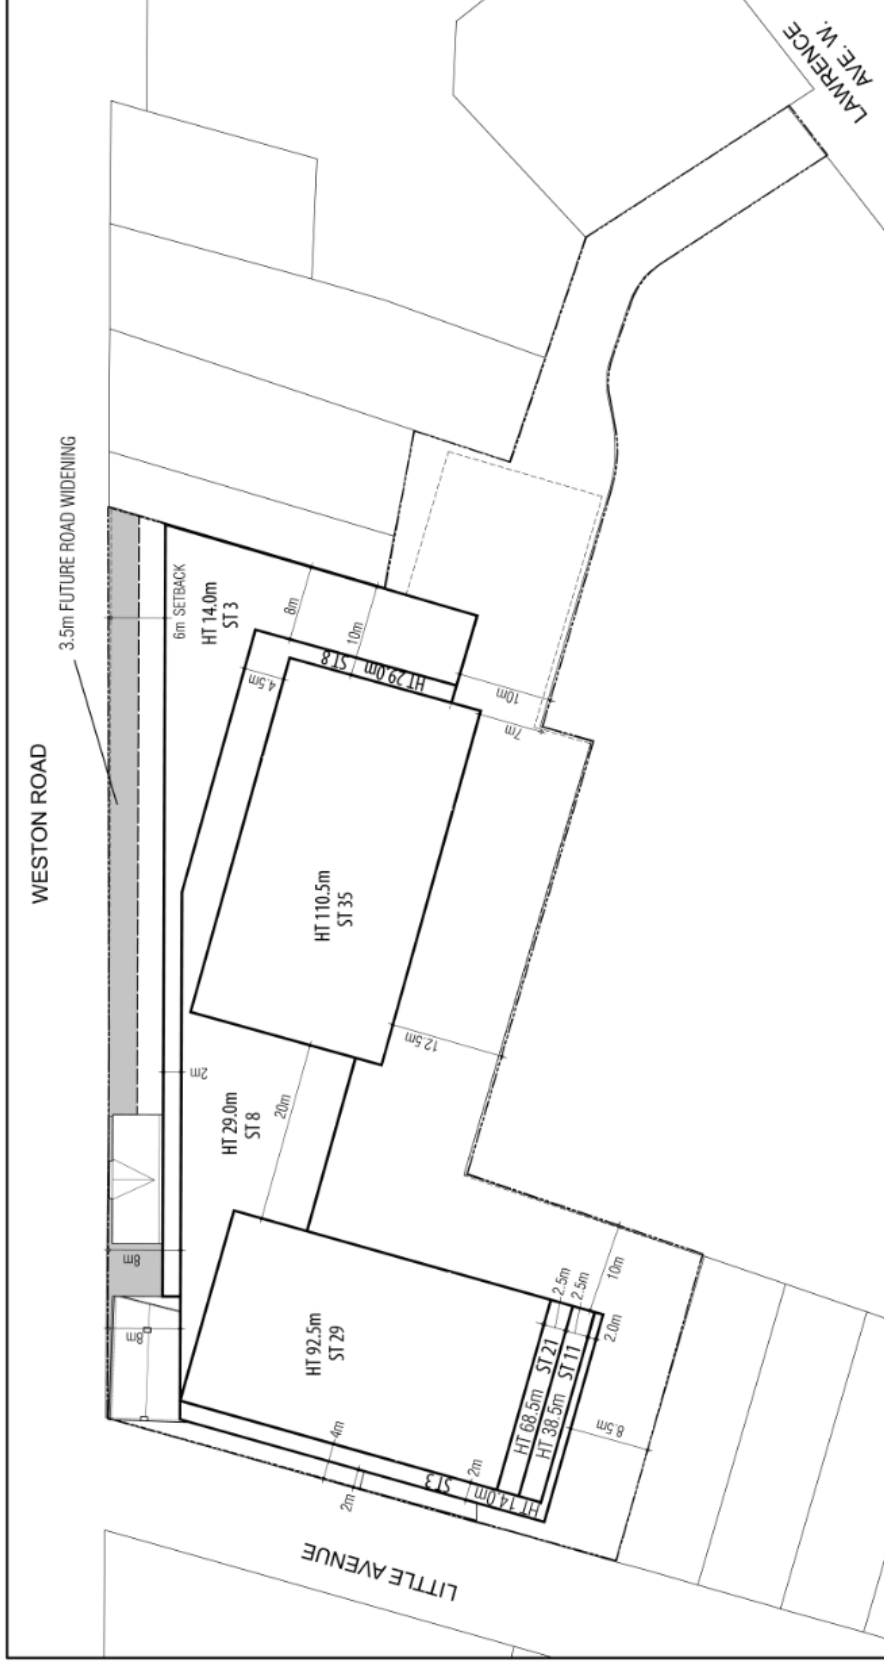 LAWRENCE
AVE. W.
3.5m FUTURE ROAD WIDENING
WESTON ROAD
6m SETBACK
HT 14.0m
ST 3
8m
10m
ST 8
HT 29.0m
4.5m
10m
7m
HT 110.5m
ST 35
12.5m
2m
HT 29.0m
ST 8
20m
8m
8m
10m
2.5m
2.5m
2.0m
HT 92.5m
ST 29
HT 68.5m ST 21
HT 38.5m ST 11
8.5m
4m
2m
2m
ST 3
HT 14.0m
LITTLE AVENUE